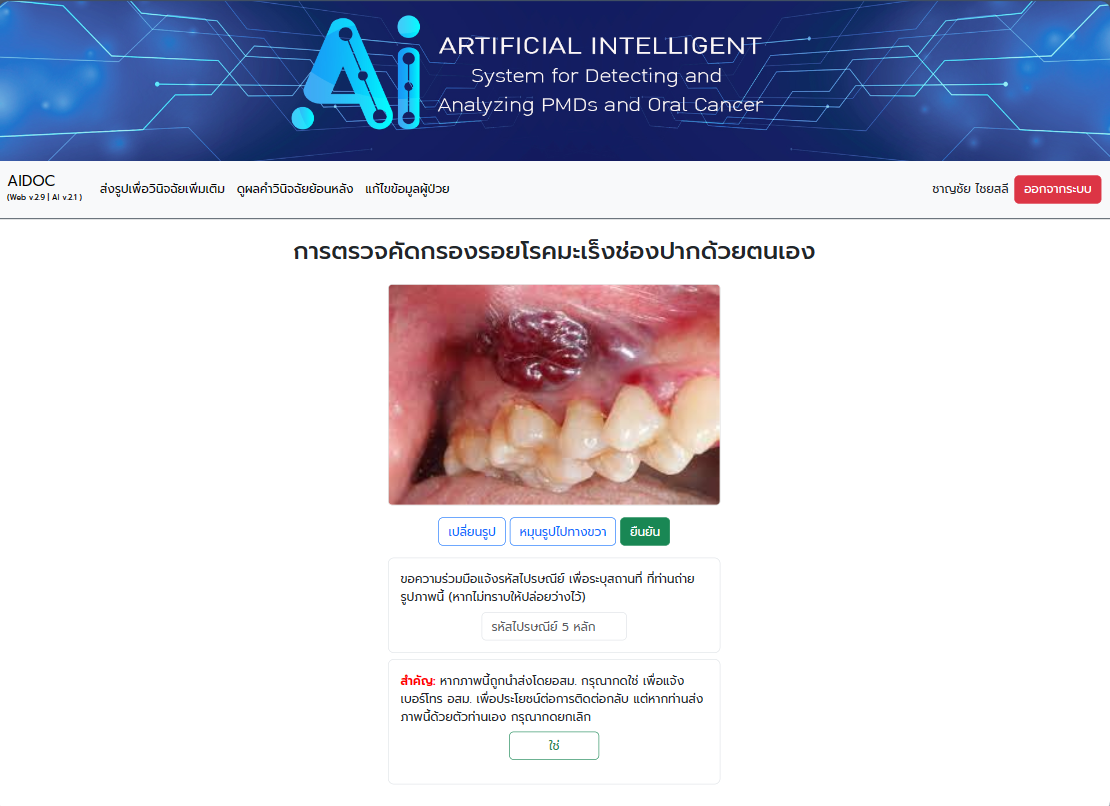 Ai
ARTIFICIAL INTELLIGENT
System for Detecting and
Analyzing PMDs and Oral Cancer
AIDOC
(Web v.2.9 | AI v.2.1)
ส่งรูปเพื่อวินิจฉัยเพิ่มเติม ดูผลคำวินิจฉัยย้อนหลัง แก้ไขข้อมูลผู้ป่วย
ชาญชัย ไชยสลี ออกจากระบบ
การตรวจคัดกรองรอยโรคมะเร็งช่องปากด้วยตนเอง
เปลี่ยนรูป หมุนรูปไปทางขวา ยืนยัน
ขอความร่วมมือแจ้งรหัสไปรษณีย์ เพื่อระบุสถานที่ ที่ท่านถ่าย
รูปภาพนี้ (หากไม่ทราบให้ปล่อยว่างไว้)
รหัสไปรษณีย์ 5 หลัก
สำคัญ: หากภาพนี้ถูกนำส่งโดยอสม. กรุณากดใช่ เพื่อแจ้ง
เบอร์โทร อสม. เพื่อประโยชน์ต่อการติดต่อกลับ แต่หากท่านส่ง
ภาพนี้ด้วยตัวท่านเอง กรุณากดยกเลิก
ใช่